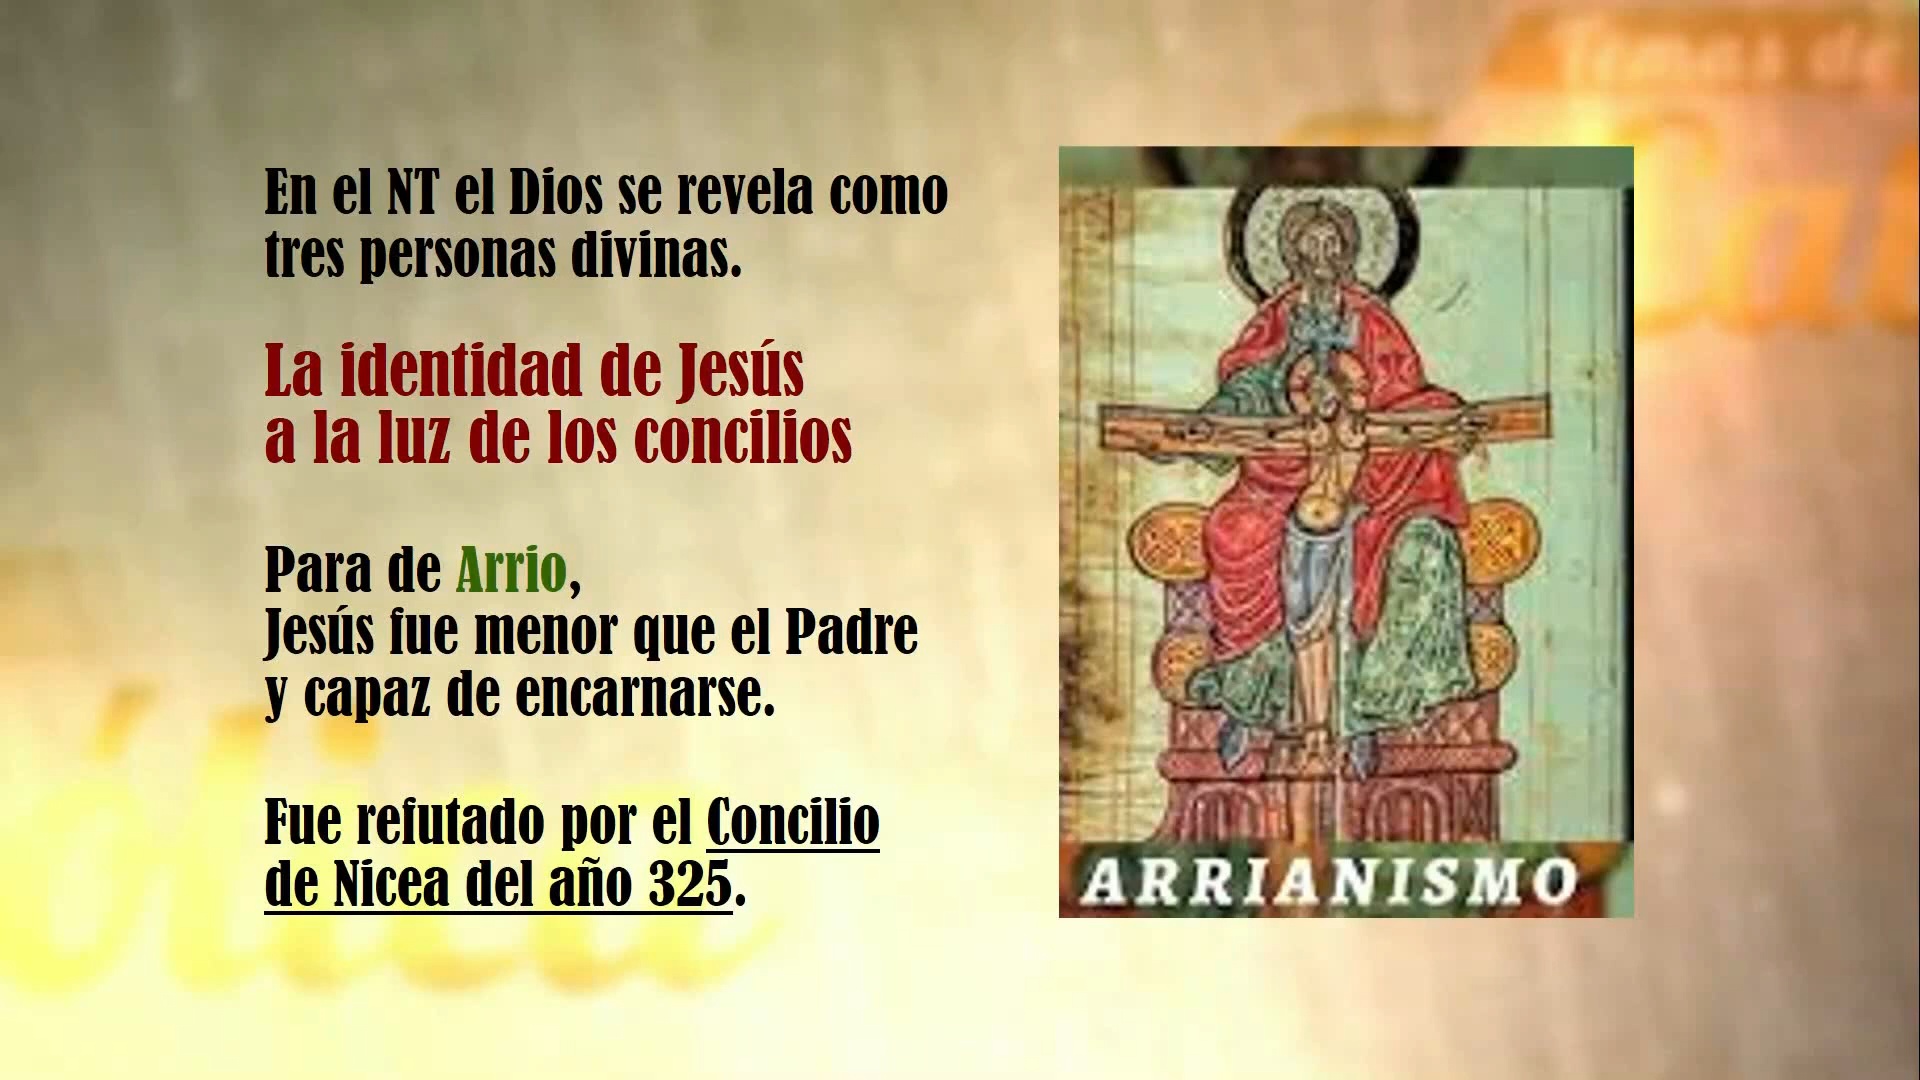 Temas de
En el NT el Dios se revela como
tres personas divinas.
La identidad de Jesús
a la luz de los concilios
Para de Arrio,
Jesús fue menor que el Padre
y capaz de encarnarse.
Fue refutado por el Concilio
de Nicea del año 325.
ARRIANISMO